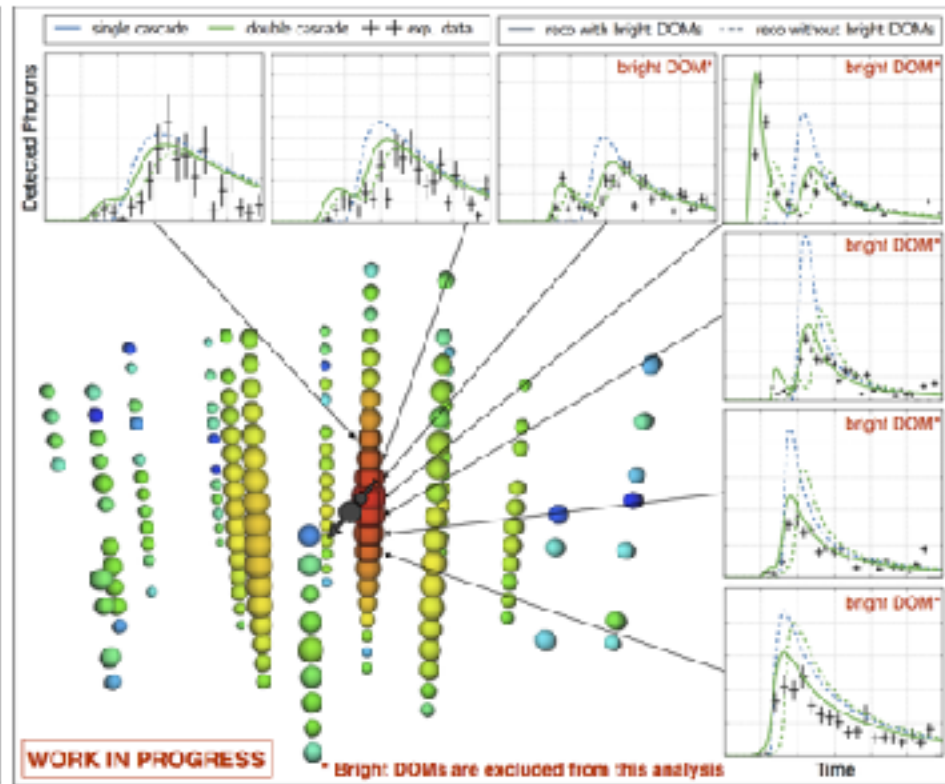 single cascade double cascade exp. data reco with bright DOMs reco without bright DOMs
Detected Photons
bright DOM*
bright DOM*
bright DOM*
bright DOM*
bright DOM*
WORK IN PROGRESS
* Bright DOMs are excluded from this analysis
Time